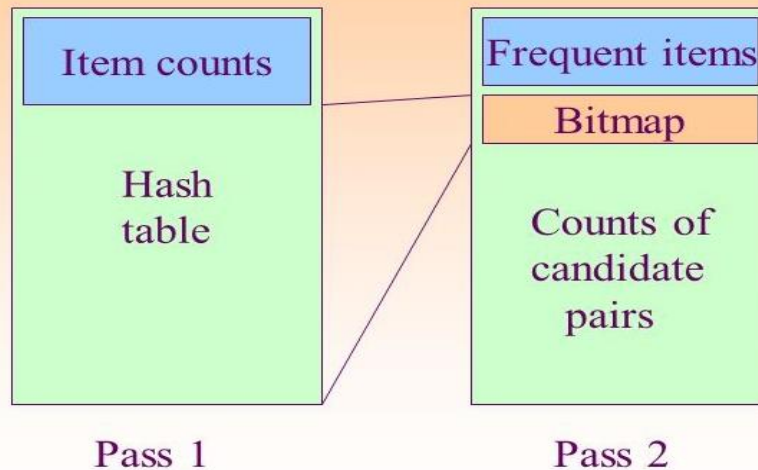 Item counts
Hash
table
Pass 1
Frequent items
Bitmap
Counts of
candidate
pairs
Pass 2